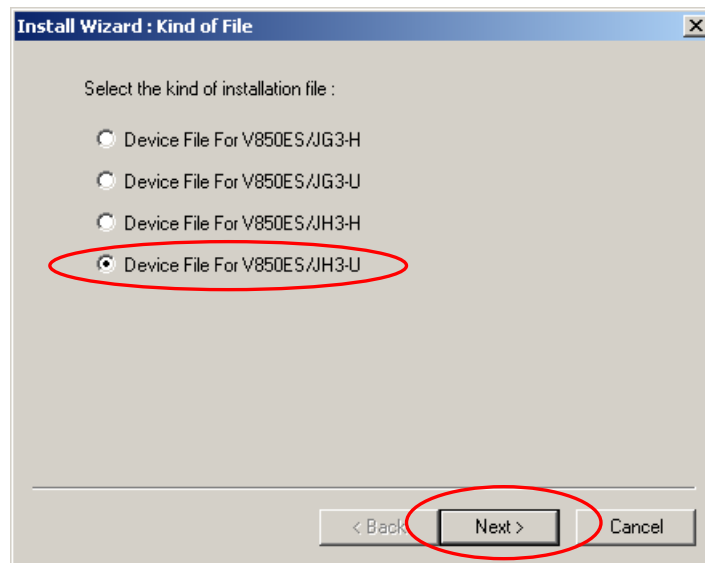 Install Wizard : Kind of File
Select the kind of installation file :
Device File For V850ES/JG3-H
Device File For V850ES/JG3-U
Device File For V850ES/JH3-H
Device File For V850ES/JH3-U
< Back Next > Cancel